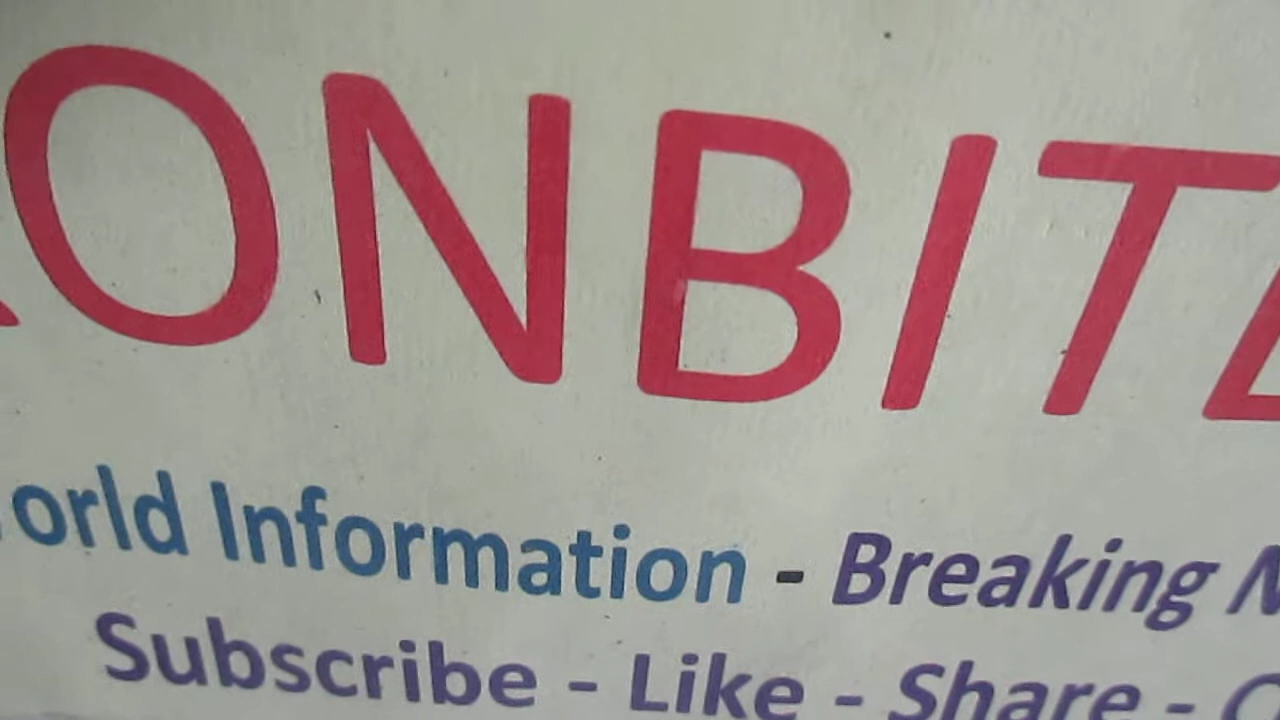 ONBIT
orld Information - Breaking
Subscribe - Like - Share -